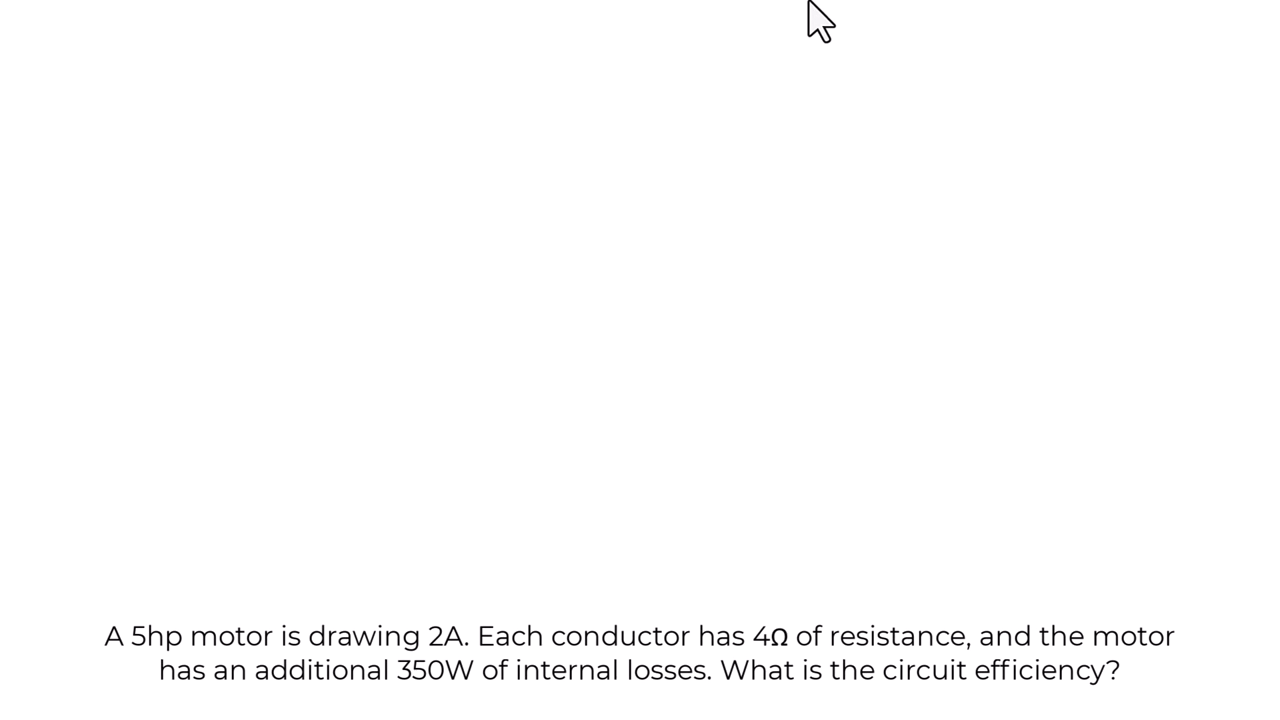 A 5hp motor is drawing 2A. Each conductor has 4Ω of resistance, and the motor
has an additional 350W of internal losses. What is the circuit efficiency?